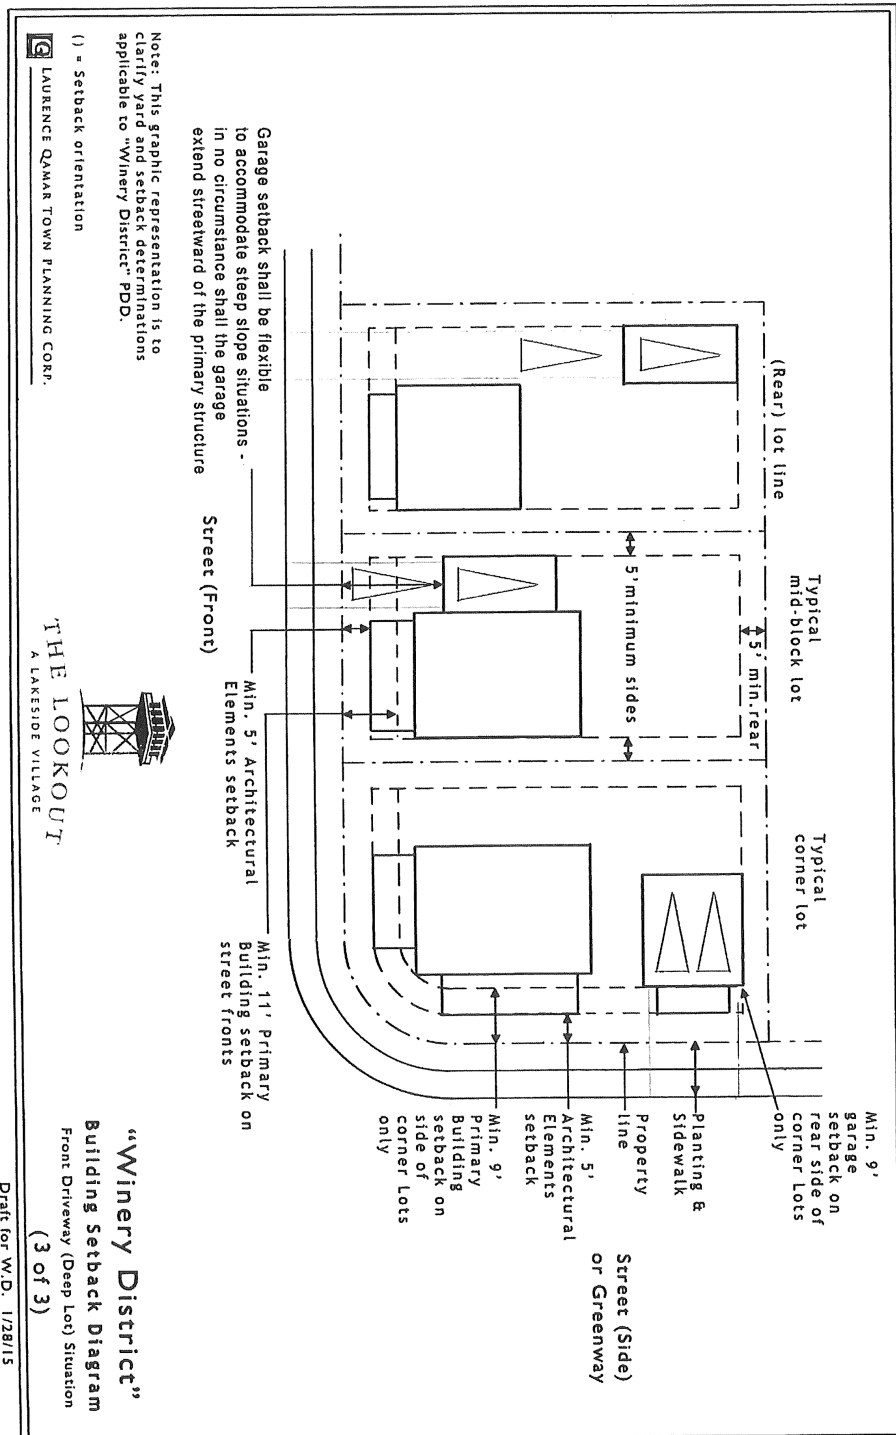 (Rear) lot line
Typical
mid-block lot
Typical
corner lot
5' min. rear
5' minimum sides
Min. 9'
garage
setback on
rear side of
corner Lots
only
Planting &
Sidewalk
Property
line
Min. 5'
Architectural
Elements
setback
Min. 9'
Primary
Building
setback on
side of
corner Lots
only
Street (Side)
or Greenway
Street (Front)
Min. 5' Architectural
Elements setback
Min. 11' Primary
Building setback on
street fronts
Garage setback shall be flexible
to accommodate steep slope situations -
in no circumstance shall the garage
extend streetward of the primary structure
Note: This graphic representation is to
clarify yard and setback determinations
applicable to "Winery District" PDD.
() = Setback orientation
LAURENCE QAMAR TOWN PLANNING CORP.
THE LOOKOUT
A LAKESIDE VILLAGE
"Winery District"
Building Setback Diagram
Front Driveway (Deep Lot) Situation
(3 of 3)
Draft for W.D. 1/28/15